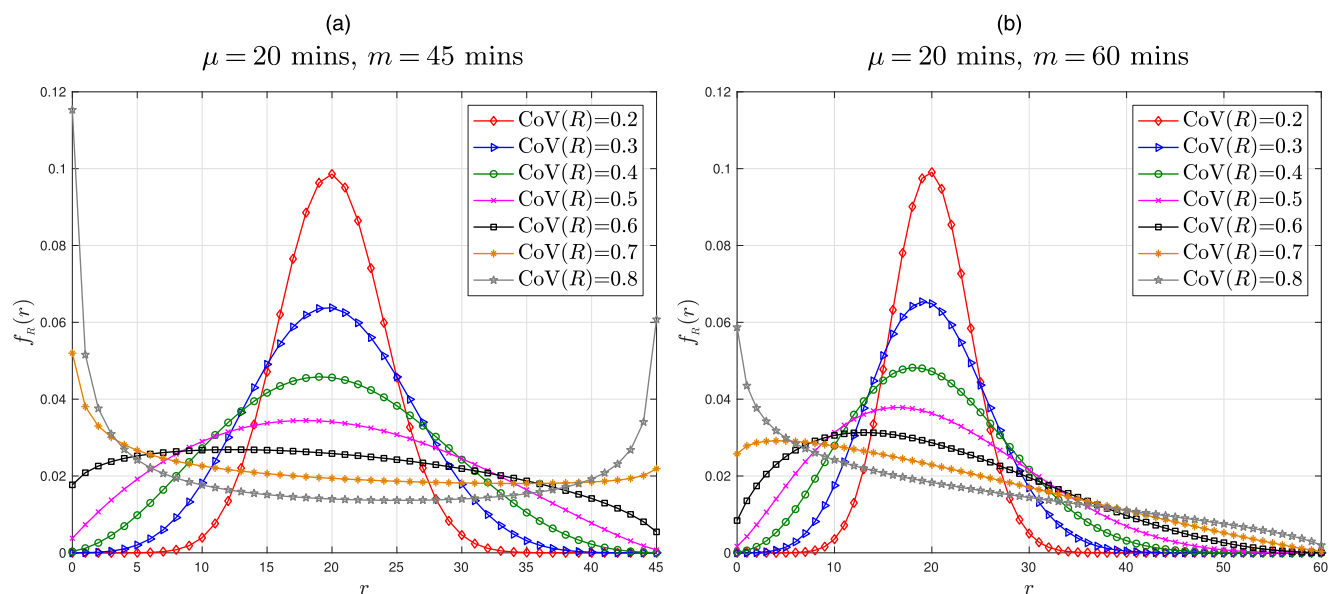 (a)
μ = 20 mins, m = 45 mins
0.12
0.1
0.08
0.06
0.04
0.02
0
f_R(r)
0 5 10 15 20 25 30 35 40 45
r
CoV(R)=0.2
CoV(R)=0.3
CoV(R)=0.4
CoV(R)=0.5
CoV(R)=0.6
CoV(R)=0.7
CoV(R)=0.8
(b)
μ = 20 mins, m = 60 mins
0.12
0.1
0.08
0.06
0.04
0.02
0
f_R(r)
0 10 20 30 40 50 60
r
CoV(R)=0.2
CoV(R)=0.3
CoV(R)=0.4
CoV(R)=0.5
CoV(R)=0.6
CoV(R)=0.7
CoV(R)=0.8